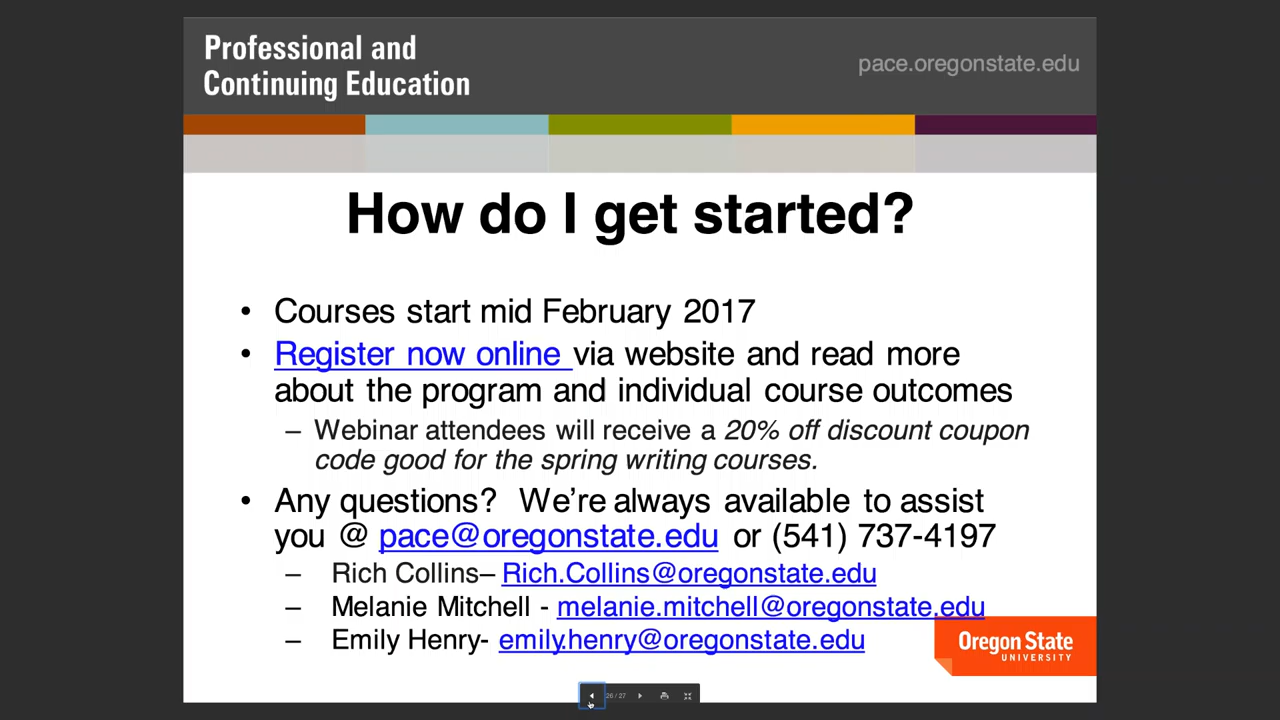 Professional and
Continuing Education
pace.oregonstate.edu
How do I get started?
• Courses start mid February 2017
• Register now online via website and read more
about the program and individual course outcomes
– Webinar attendees will receive a 20% off discount coupon
code good for the spring writing courses.
• Any questions? We're always available to assist
you @ pace@oregonstate.edu or (541) 737-4197
– Rich Collins– Rich.Collins@oregonstate.edu
– Melanie Mitchell - melanie.mitchell@oregonstate.edu
– Emily Henry- emily.henry@oregonstate.edu
Oregon State
UNIVERSITY
26 / 27